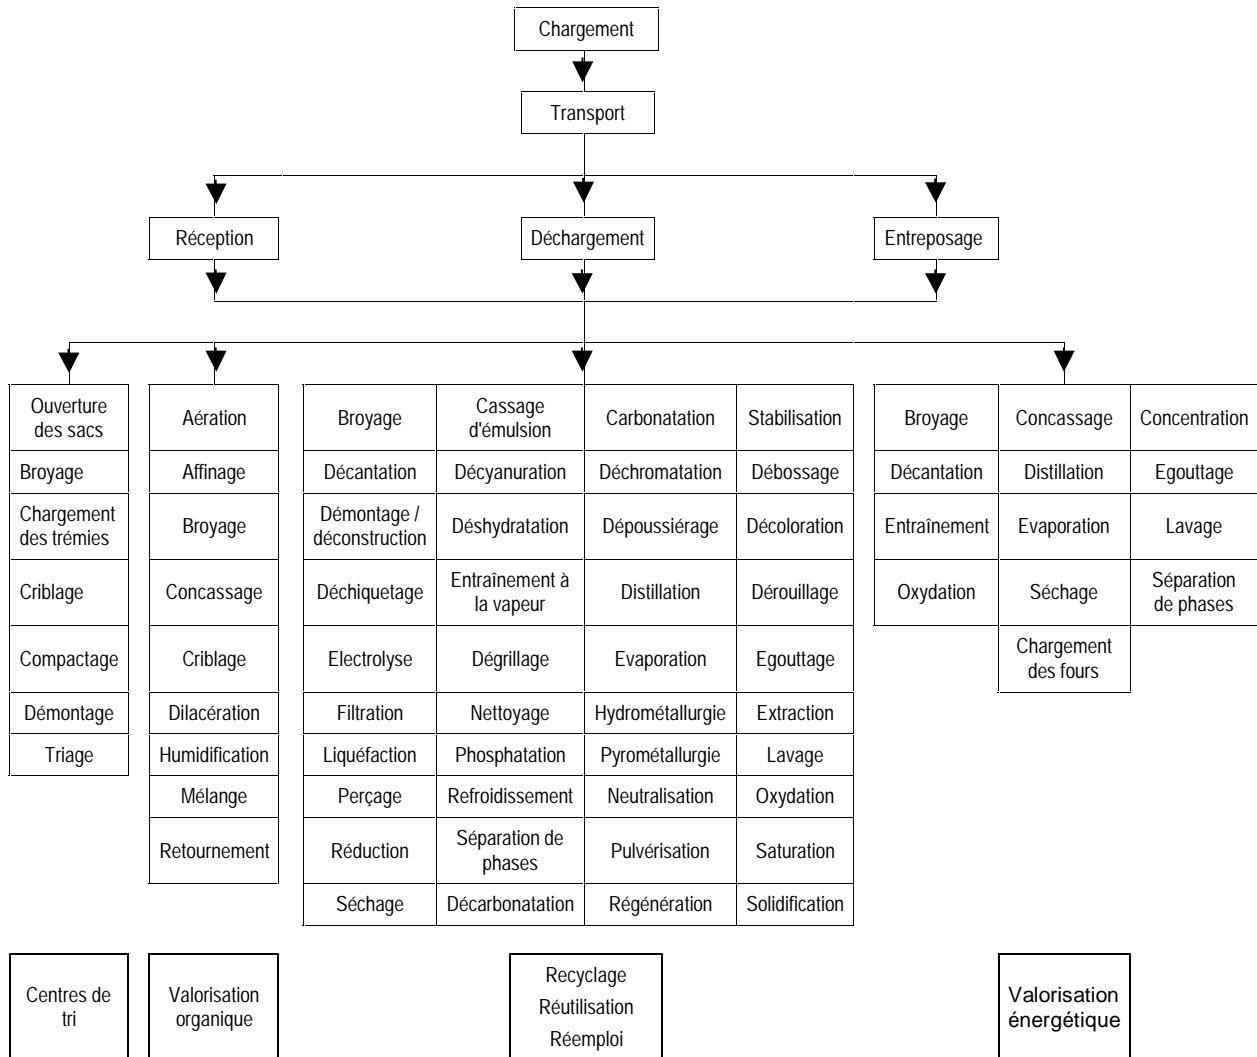 Chargement
Transport
Réception
Déchargement
Entreposage
Ouverture
des sacs
Broyage
Chargement
des trémies
Criblage
Compactage
Démontage
Triage
Aération
Affinage
Broyage
Concassage
Criblage
Dilacération
Humidification
Mélange
Retournement
Broyage
Cassage
d'émulsion
Carbonatation
Stabilisation
Décantation
Décyanuration
Déchromatation
Débossage
Démontage /
déconstruction
Déshydratation
Dépoussiérage
Décoloration
Déchiquetage
Entraînement à
la vapeur
Distillation
Dérouillage
Electrolyse
Dégrillage
Evaporation
Egouttage
Filtration
Nettoyage
Hydrométallurgie
Extraction
Liquéfaction
Phosphatation
Pyrométallurgie
Lavage
Perçage
Refroidissement
Neutralisation
Oxydation
Réduction
Séparation de
phases
Pulvérisation
Saturation
Séchage
Décarbonatation
Régénération
Solidification
Broyage
Concassage
Concentration
Décantation
Distillation
Egouttage
Entraînement
Evaporation
Lavage
Oxydation
Séchage
Séparation
de phases
Chargement
des fours
Centres de
tri
Valorisation
organique
Recyclage
Réutilisation
Réemploi
Valorisation
énergétique